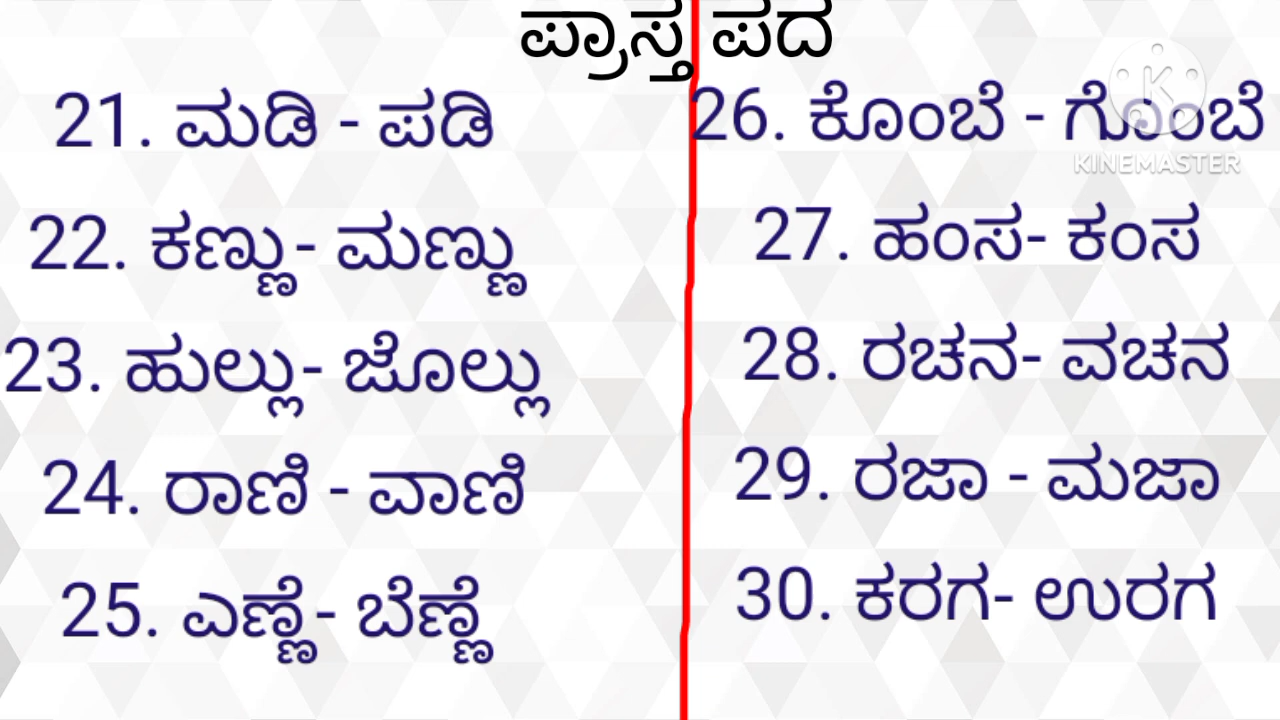 ಪ್ರಾಸ್ತ ಪದ
21. ಮಡಿ - ಪಡಿ
22. ಕಣ್ಣು- ಮಣ್ಣು
23. ಹುಲ್ಲು- ಜೊಲ್ಲು
24. ರಾಣಿ - ವಾಣಿ
25. ಎಣ್ಣೆ- ಬೆಣ್ಣೆ
26. ಕೊಂಬೆ - ಗೊಂಬೆ
27. ಹಂಸ- ಕಂಸ
28. ರಚನ- ವಚನ
29. ರಜಾ - ಮಜಾ
30. ಕರಗ- ಉರಗ
K
KINEMASTER